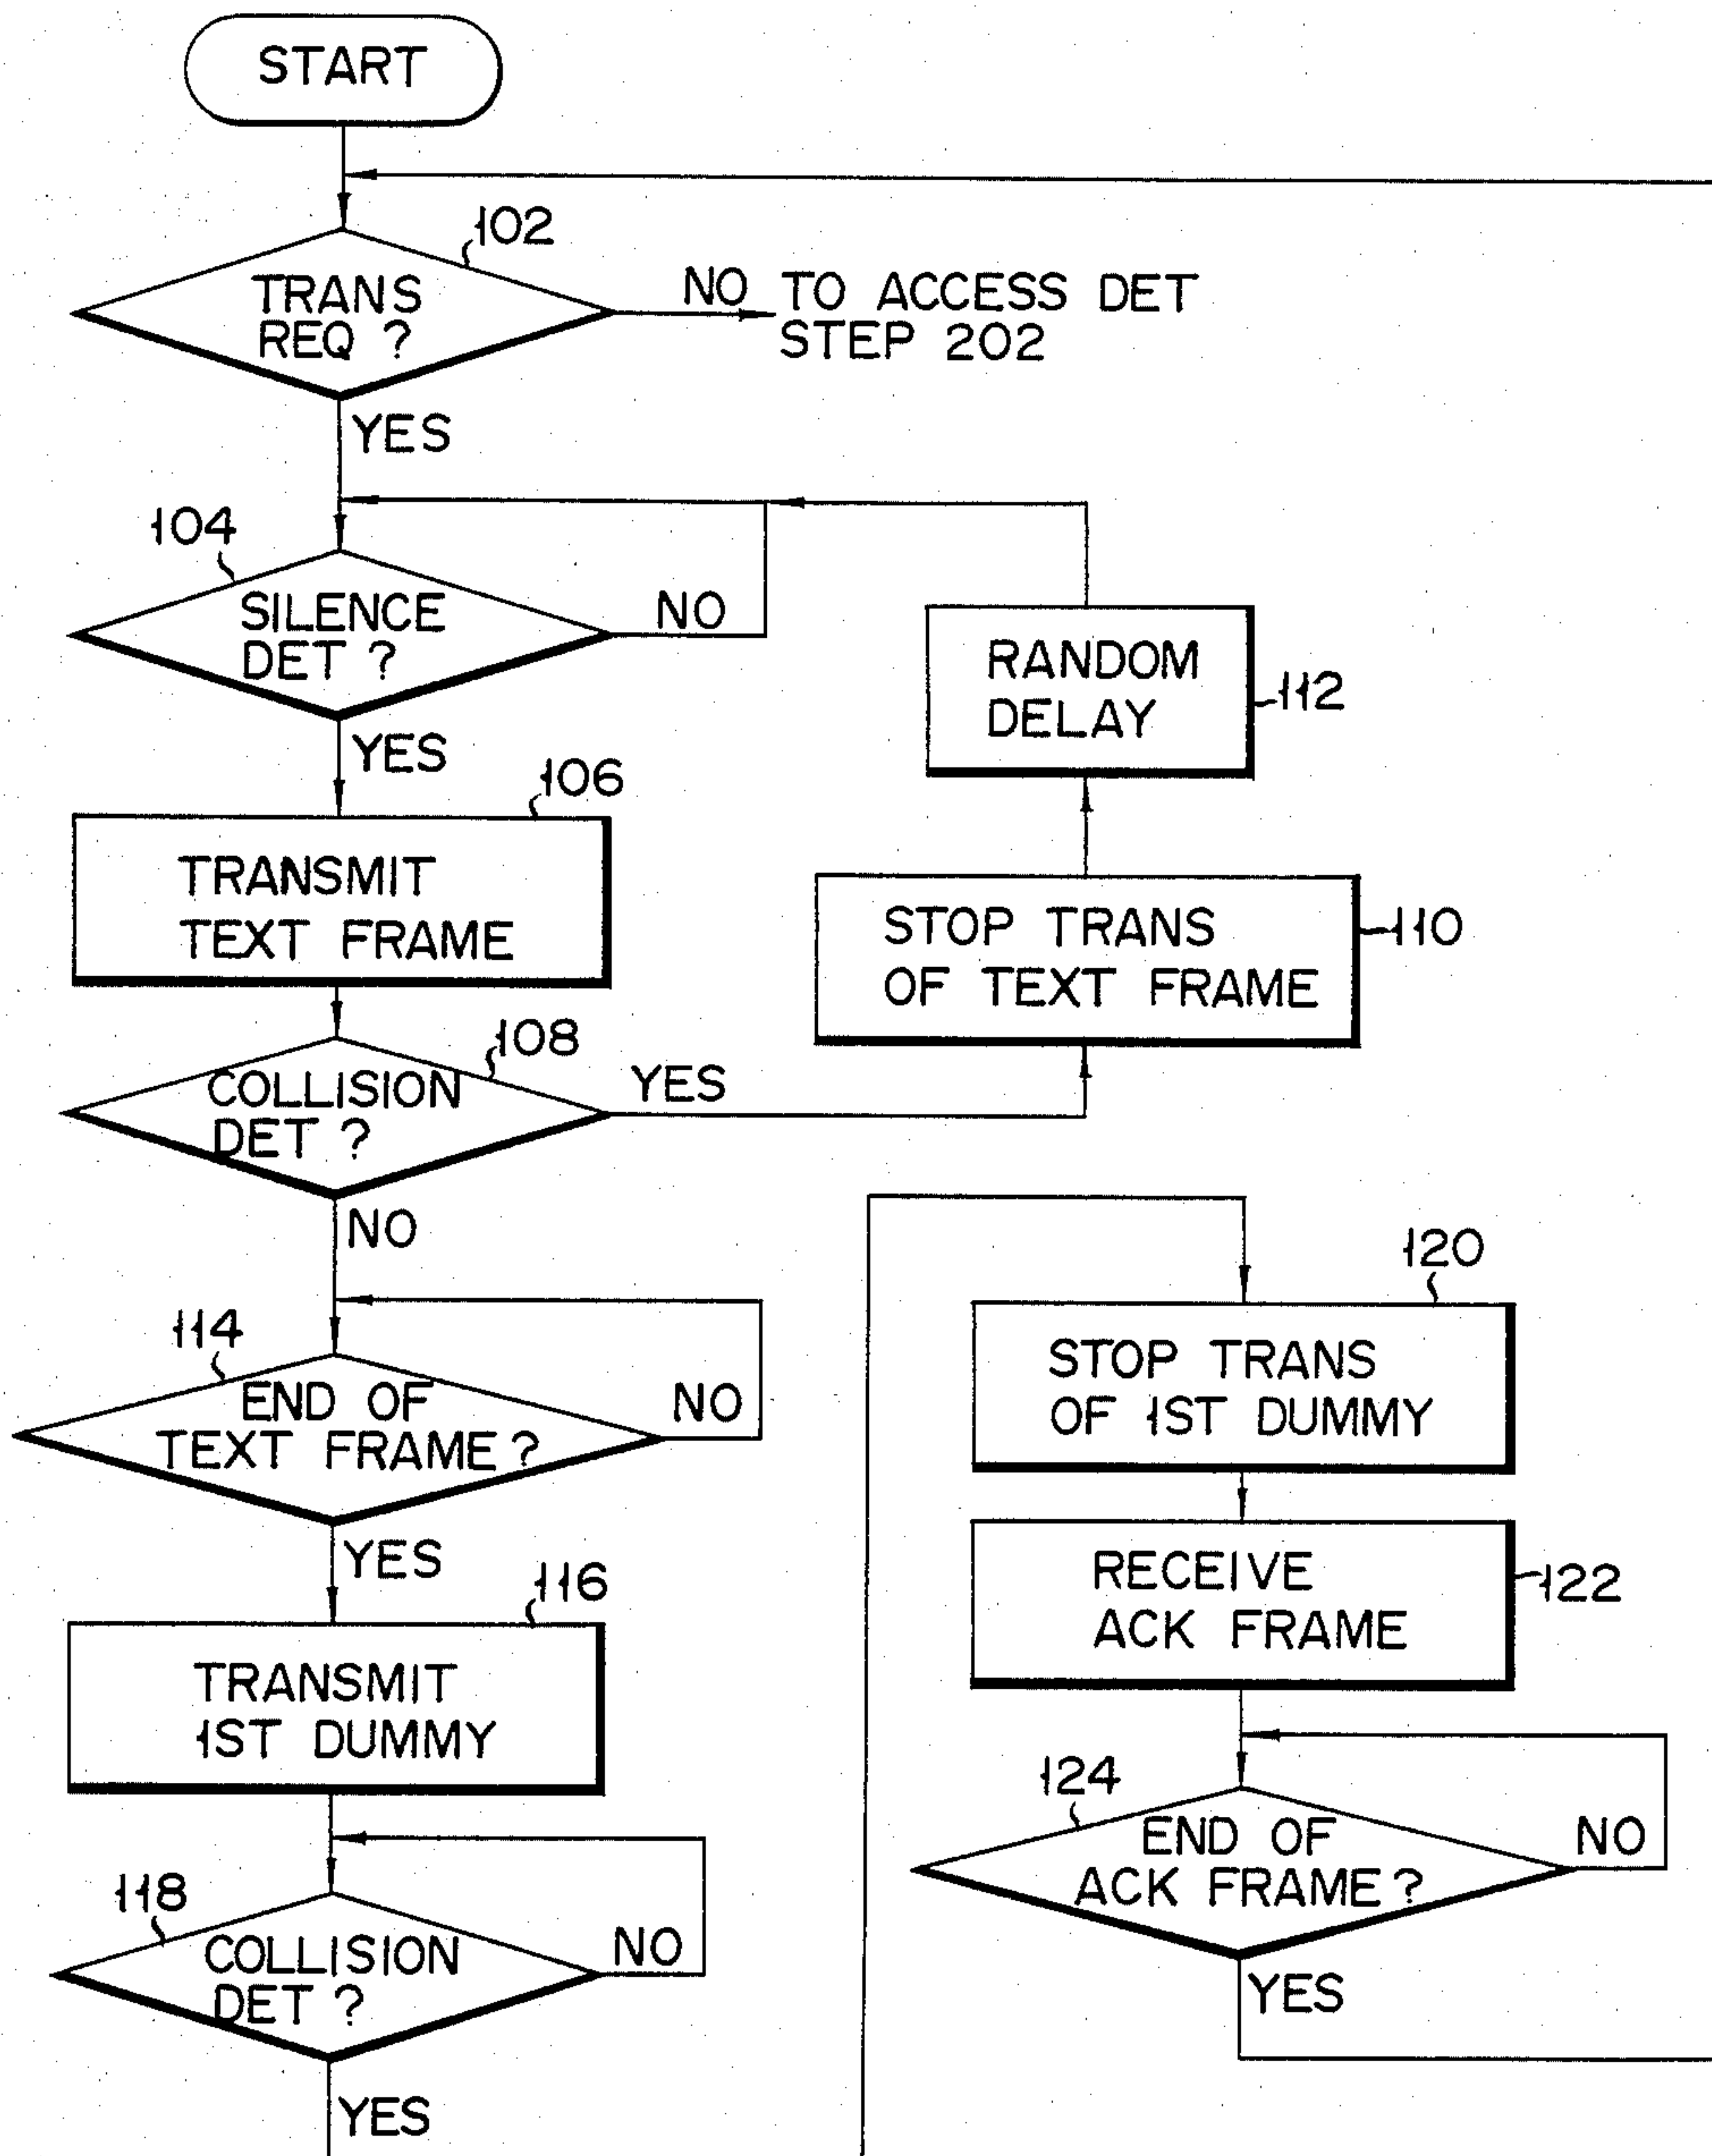 START
102
TRANS
REQ ?
NO TO ACCESS DET
STEP 202
YES
104
SILENCE
DET ?
NO
YES
RANDOM
DELAY
112
106
TRANSMIT
TEXT FRAME
STOP TRANS
OF TEXT FRAME
110
108
COLLISION
DET ?
YES
NO
114
END OF
TEXT FRAME ?
NO
YES
116
TRANSMIT
1ST DUMMY
118
COLLISION
DET ?
NO
YES
120
STOP TRANS
OF 1ST DUMMY
RECEIVE
ACK FRAME
122
124
END OF
ACK FRAME ?
NO
YES